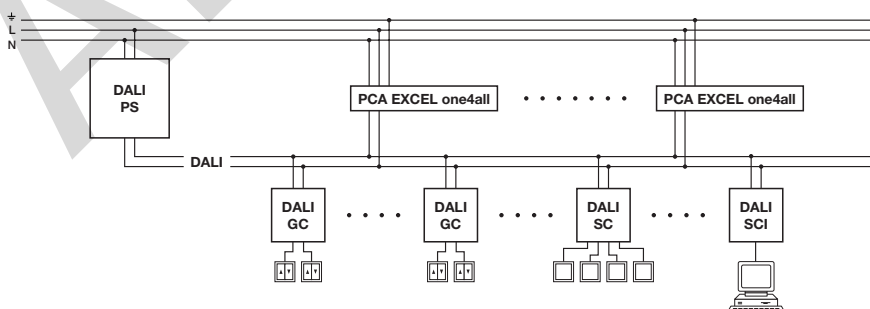 ⏚
L
N
DALI
PS
PCA EXCEL one4all
PCA EXCEL one4all
DALI
DALI
GC
DALI
GC
DALI
SC
DALI
SCI